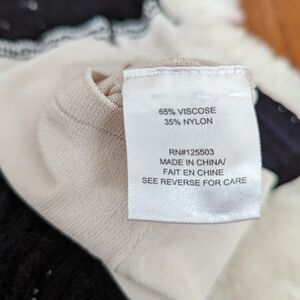 65% VISCOSE
35% NYLON
RN#125503
MADE IN CHINA/
FAIT EN CHINE
SEE REVERSE FOR CARE